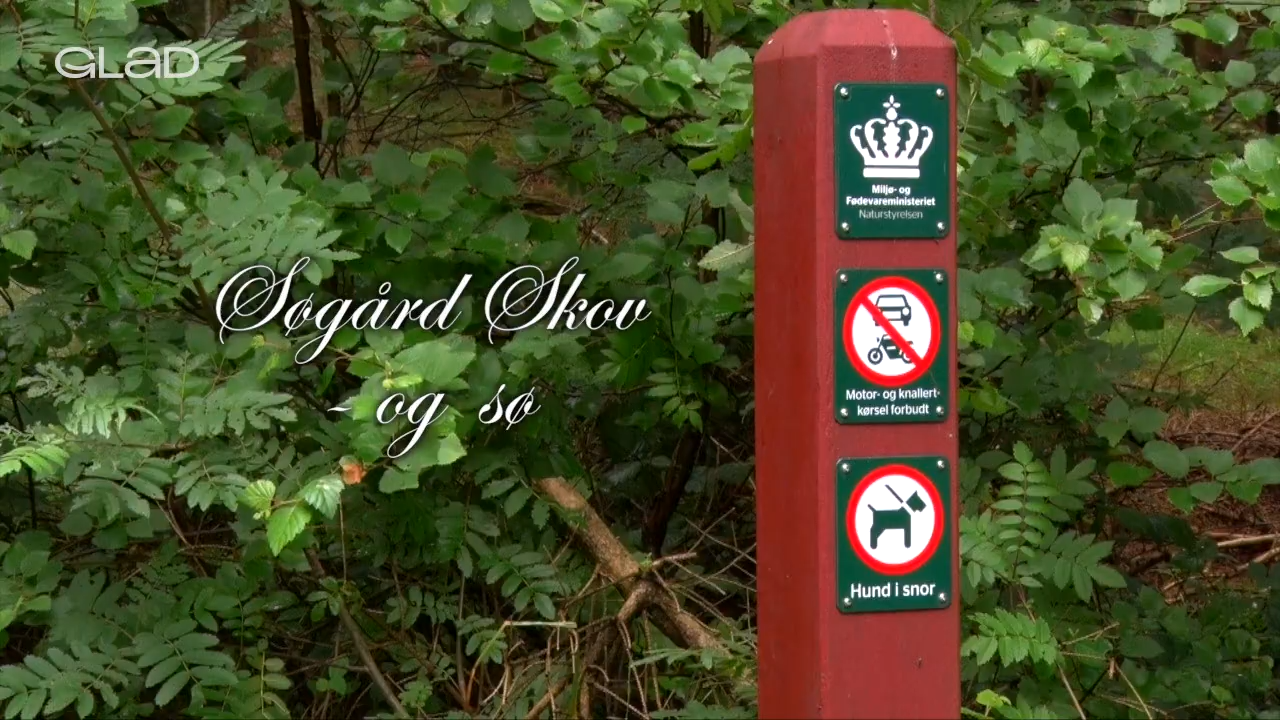 GLAD
Søgård Skov
- og sø
Miljø- og
Fødevareministeriet
Naturstyrelsen
Motor- og knallert-
kørsel forbudt
Hund i snor